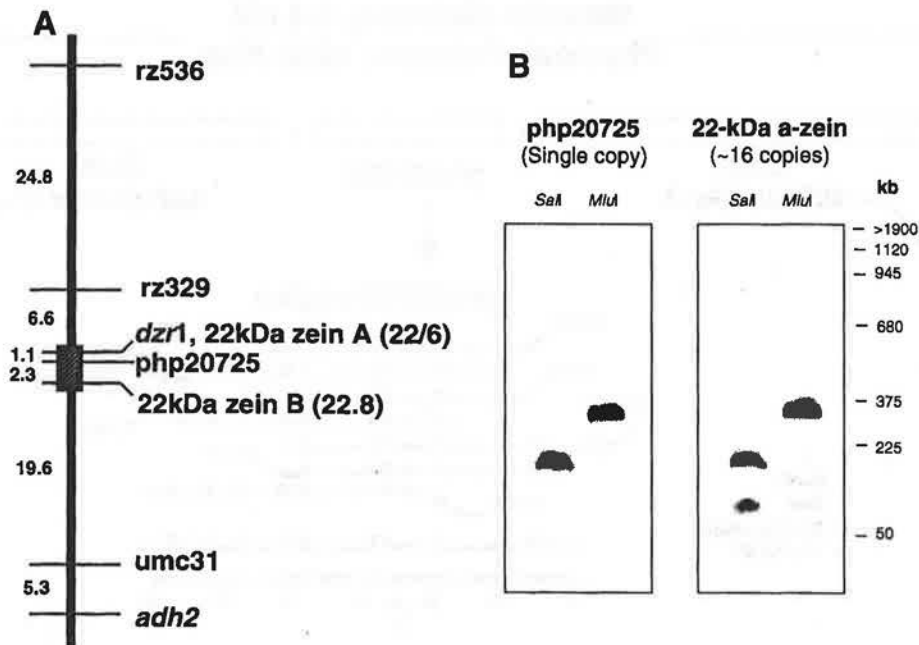 A
rz536
24.8
rz329
6.6
dzr1, 22kDa zein A (22/6)
1.1
php20725
2.3
22kDa zein B (22.8)
19.6
umc31
5.3
adh2
B
php20725
(Single copy)
SalI MluI
22-kDa a-zein
(~16 copies)
SalI MluI
kb
>1900
1120
945
680
375
225
50